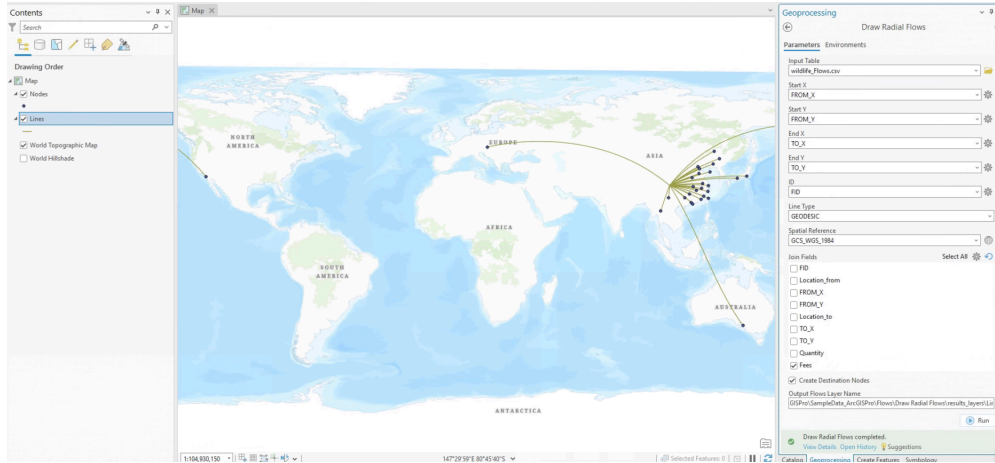 Contents
Search
Drawing Order
Map
Nodes
Lines
World Topographic Map
World Hillshade
Map
NORTH
AMERICA
EUROPE
ASIA
AFRICA
SOUTH
AMERICA
AUSTRALIA
ANTARCTICA
1:104,930,150
147°29'59"E 80°45'40"S
Selected Features: 0
Geoprocessing
Draw Radial Flows
Parameters Environments
Input Table
wildlife_Flows.csv
Start X
FROM_X
Start Y
FROM_Y
End X
TO_X
End Y
TO_Y
ID
FID
Line Type
GEODESIC
Spatial Reference
GCS_WGS_1984
Join Fields Select All
FID
Location_from
FROM_X
FROM_Y
Location_to
TO_X
TO_Y
Quantity
Fees
Create Destination Nodes
Output Flows Layer Name
GISPro\SampleData_ArcGISPro\Flows\Draw Radial Flows\results_layers\Lin
Run
Draw Radial Flows completed.
View Details Open History Suggestions
Catalog Geoprocessing Create Features Symbology